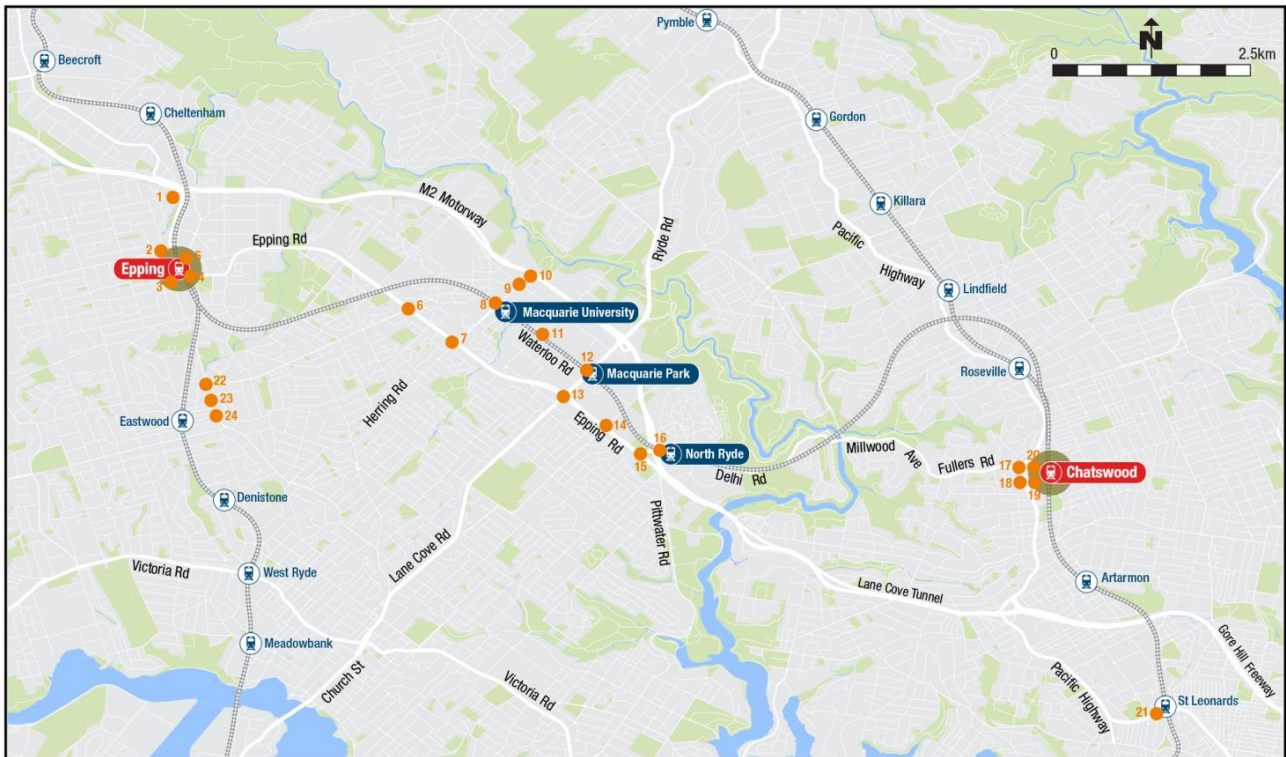 Pymble
N
0
2.5km
Beecroft
Cheltenham
Gordon
1
M2 Motorway
Killara
Ryde Rd
Pacific
Highway
Epping Rd
2
5
Epping
4
3
10
9
8
Lindfield
6
Macquarie University
7
11
Waterloo Rd
12
Macquarie Park
Roseville
22
23
24
Herring Rd
13
Eastwood
14
Epping Rd
16
15
North Ryde
Millwood Ave
Fullers Rd
17
20
Chatswood
18
19
Delhi Rd
Denistone
Pittwater Rd
Lane Cove Rd
Victoria Rd
West Ryde
Artarmon
Lane Cove Tunnel
Meadowbank
Gore Hill Freeway
Church St
Victoria Rd
Pacific Highway
St Leonards
21